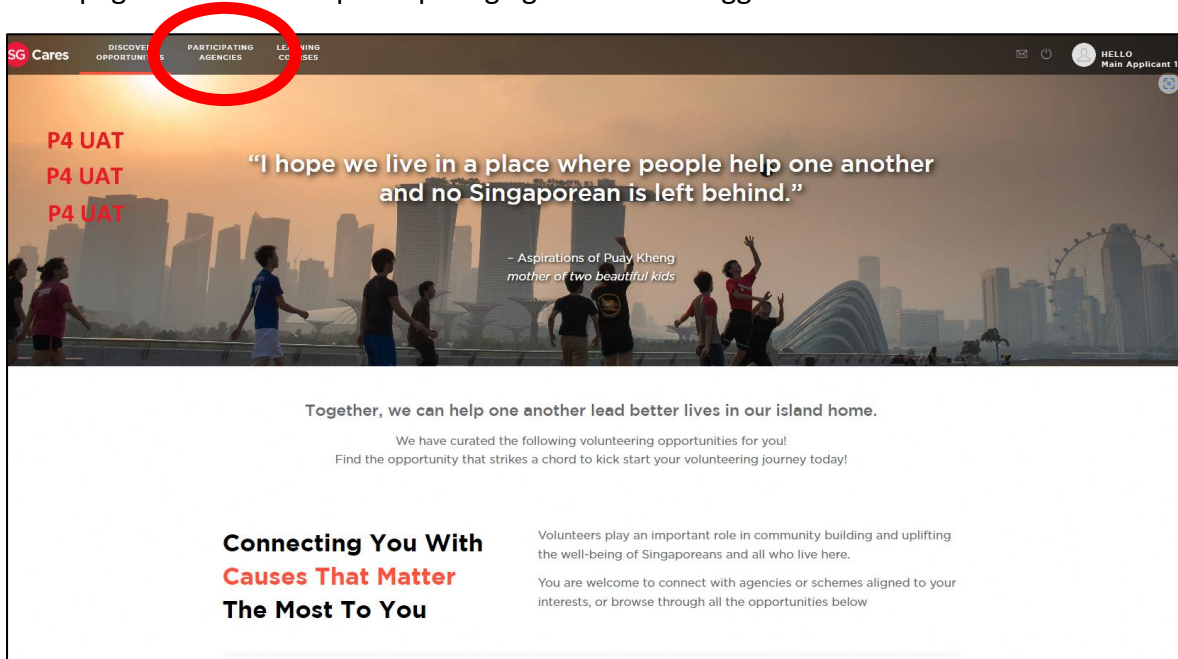 SG Cares
DISCOVER
OPPORTUNITIES
PARTICIPATING
AGENCIES
LEARNING
COURSES
HELLO
Main Applicant 1
P4 UAT
P4 UAT
P4 UAT
“I hope we live in a place where people help one another
and no Singaporean is left behind.”
– Aspirations of Puay Kheng
mother of two beautiful kids
Together, we can help one another lead better lives in our island home.
We have curated the following volunteering opportunities for you!
Find the opportunity that strikes a chord to kick start your volunteering journey today!
Connecting You With
Causes That Matter
The Most To You
Volunteers play an important role in community building and uplifting
the well-being of Singaporeans and all who live here.
You are welcome to connect with agencies or schemes aligned to your
interests, or browse through all the opportunities below